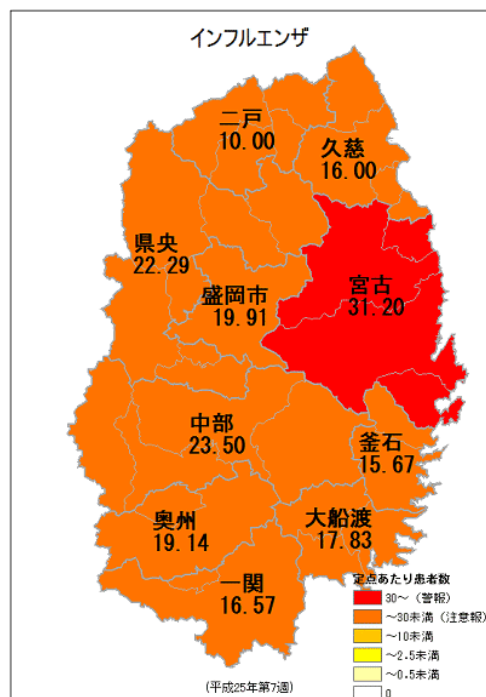 インフルエンザ
二戸
10.00
久慈
16.00
県央
22.29
盛岡市
19.91
宮古
31.20
中部
23.50
釜石
15.67
奥州
19.14
大船渡
17.83
一関
16.57
定点あたり患者数
30～（警報）
～30未満（注意報）
～10未満
～2.5未満
～0.5未満
0
(平成25年第7週)